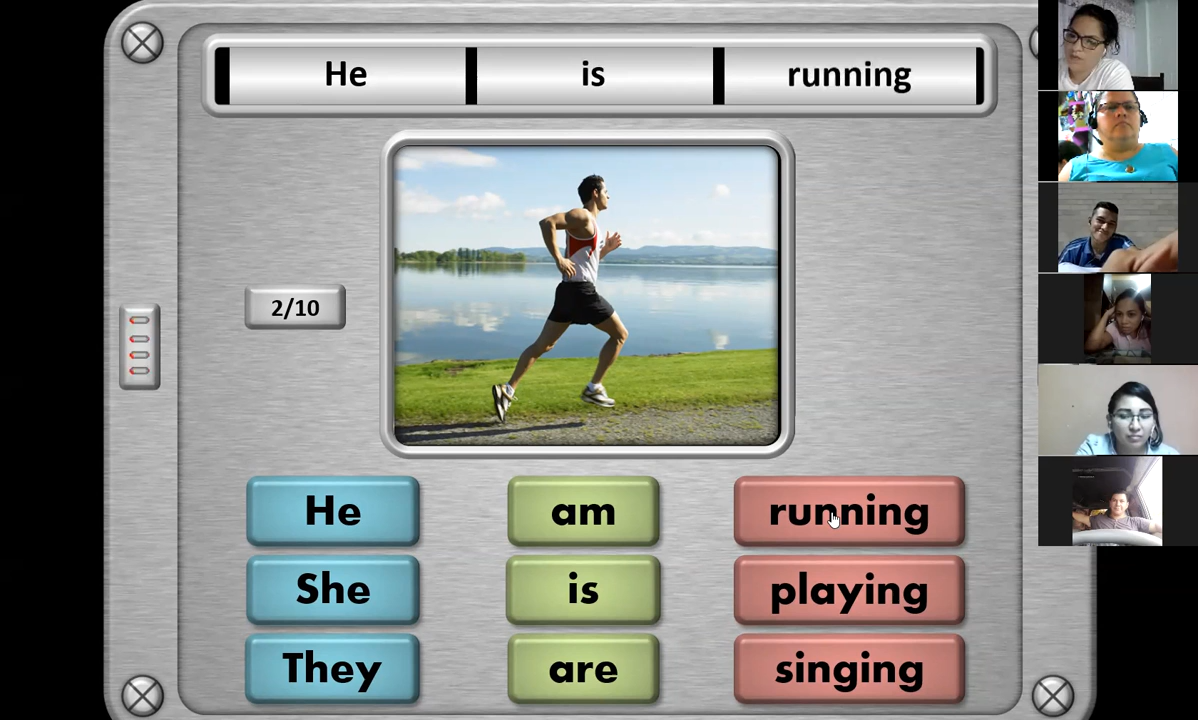 He is running
2/10
He am running
She is playing
They are singing